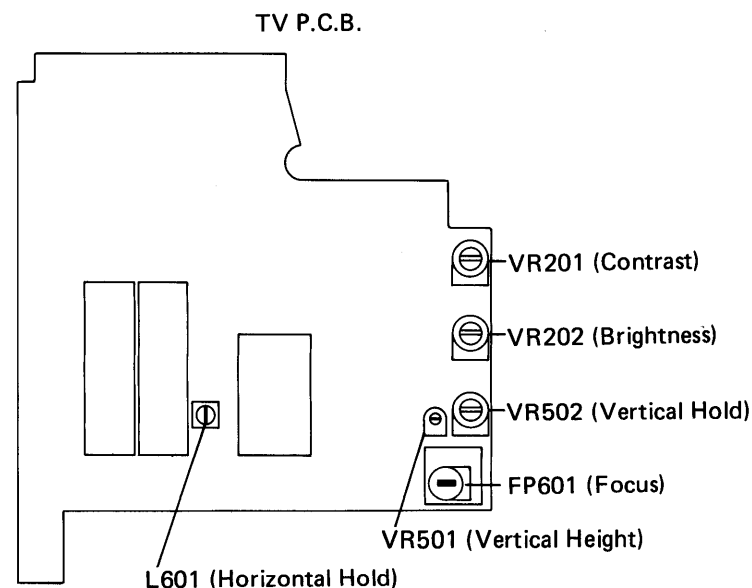 TV P.C.B.
VR201 (Contrast)
VR202 (Brightness)
VR502 (Vertical Hold)
FP601 (Focus)
VR501 (Vertical Height)
L601 (Horizontal Hold)